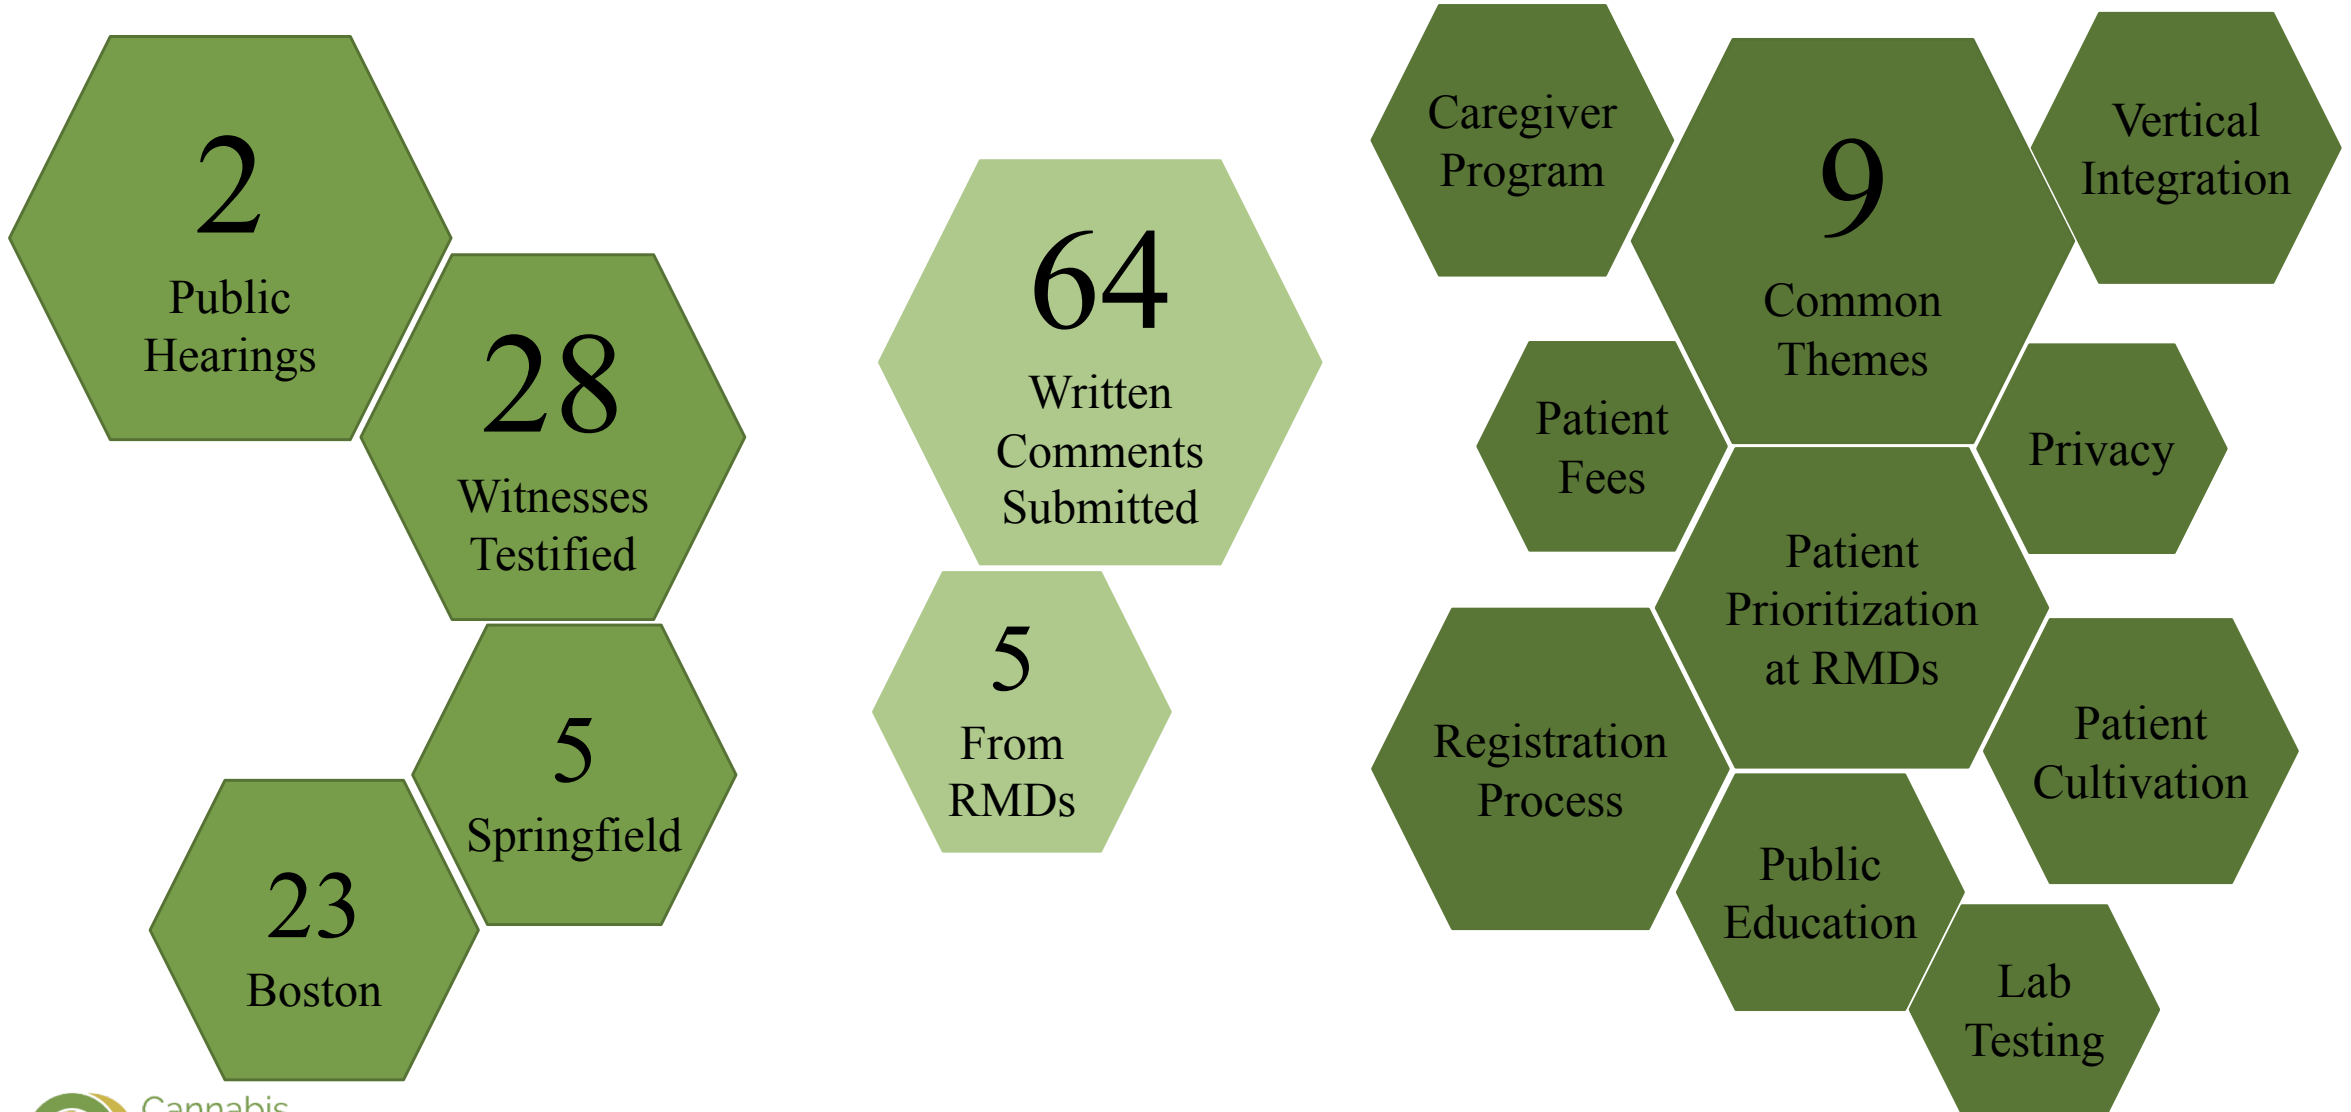 2
Public
Hearings
28
Witnesses
Testified
5
Springfield
23
Boston
64
Written
Comments
Submitted
5
From
RMDs
Caregiver
Program
9
Common
Themes
Vertical
Integration
Patient
Fees
Privacy
Patient
Prioritization
at RMDs
Registration
Process
Patient
Cultivation
Public
Education
Lab
Testing
Cannabis